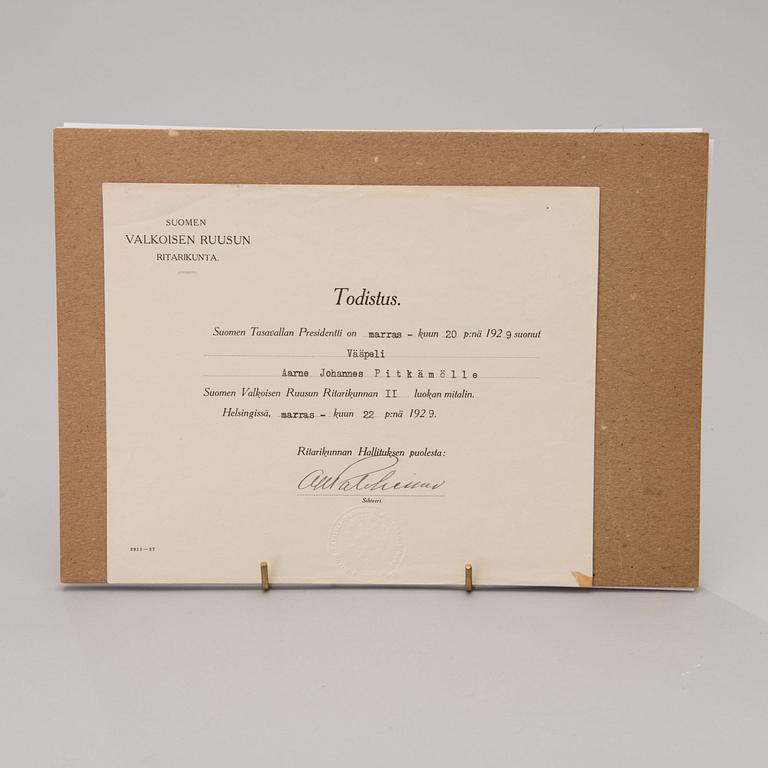 SUOMEN
VALKOISEN RUUSUN
RITARIKUNTA.
Todistus.
Suomen Tasavallan Presidentti on marras - kuun 20 p:nä 1929 suonut
Vääpeli
Aarne Johannes Pitkämölle
Suomen Valkoisen Ruusun Ritarikunnan II luokan mitalin.
Helsingissä, marras - kuun 22 p:nä 1929.
Ritarikunnan Hallituksen puolesta:
Sihteeri.
2911—27